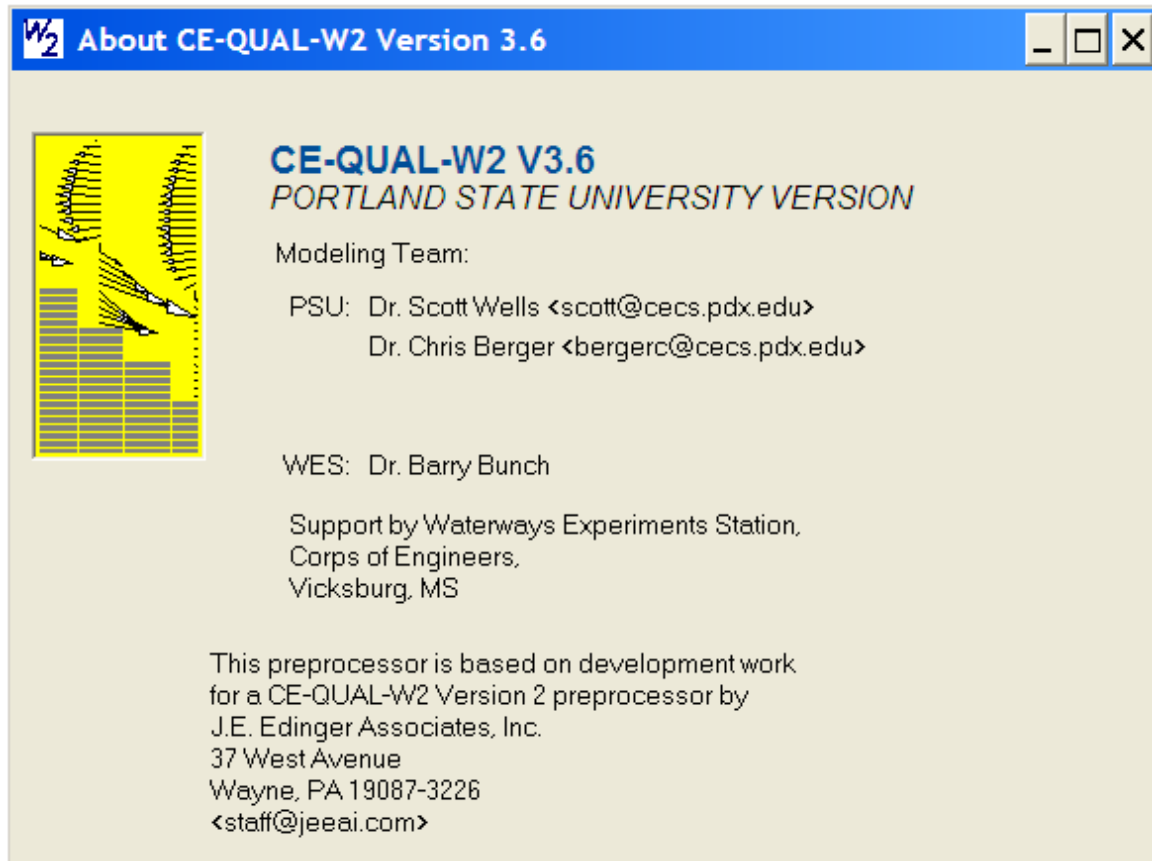 W2 About CE-QUAL-W2 Version 3.6
CE-QUAL-W2 V3.6
PORTLAND STATE UNIVERSITY VERSION
Modeling Team:
PSU: Dr. Scott Wells <scott@cecs.pdx.edu>
Dr. Chris Berger <bergerc@cecs.pdx.edu>
WES: Dr. Barry Bunch
Support by Waterways Experiments Station,
Corps of Engineers,
Vicksburg, MS
This preprocessor is based on development work
for a CE-QUAL-W2 Version 2 preprocessor by
J.E. Edinger Associates, Inc.
37 West Avenue
Wayne, PA 19087-3226
<staff@jeeai.com>